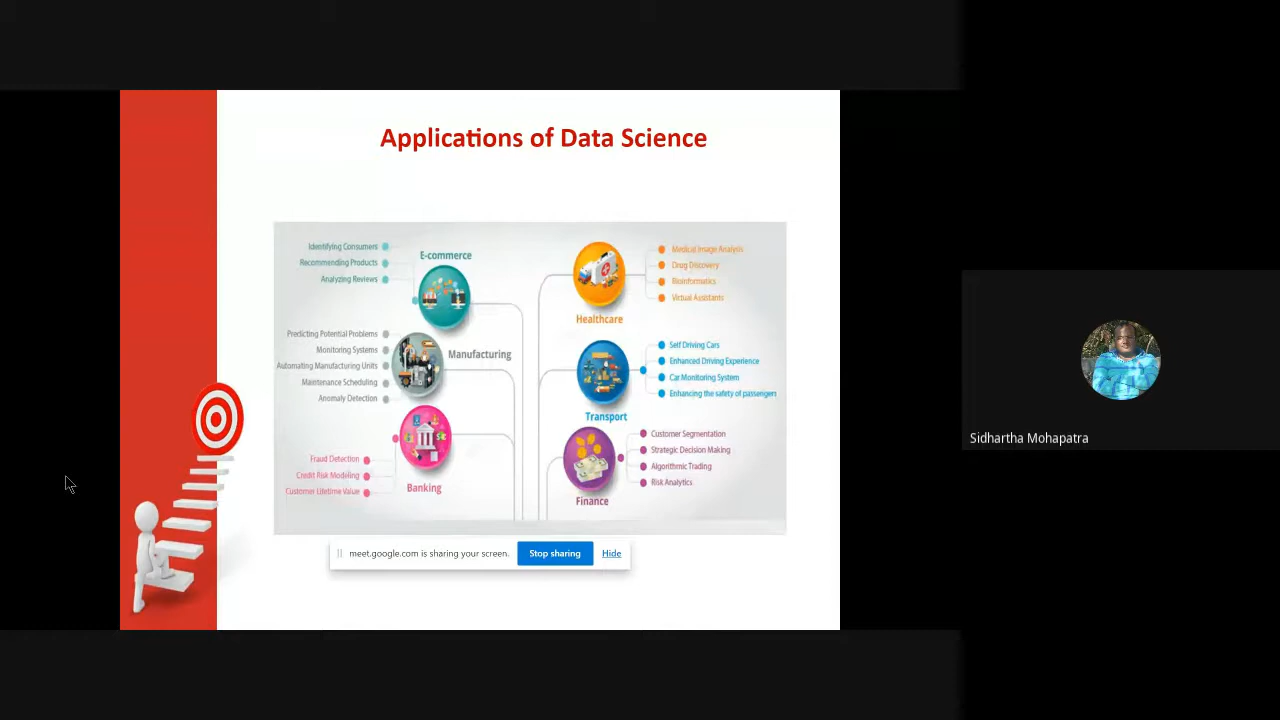 Applications of Data Science
Identifying Consumers
Recommending Products
Analyzing Reviews
E-commerce
Predicting Potential Problems
Monitoring Systems
Automating Manufacturing Units
Maintenance Scheduling
Anomaly Detection
Manufacturing
Fraud Detection
Credit Risk Modeling
Customer Lifetime Value
Banking
Healthcare
Medical Image Analysis
Drug Discovery
Bioinformatics
Virtual Assistants
Transport
Self Driving Cars
Enhanced Driving Experience
Car Monitoring System
Enhancing the safety of passengers
Finance
Customer Segmentation
Strategic Decision Making
Algorithmic Trading
Risk Analytics
meet.google.com is sharing your screen.
Stop sharing
Hide
Sidhartha Mohapatra